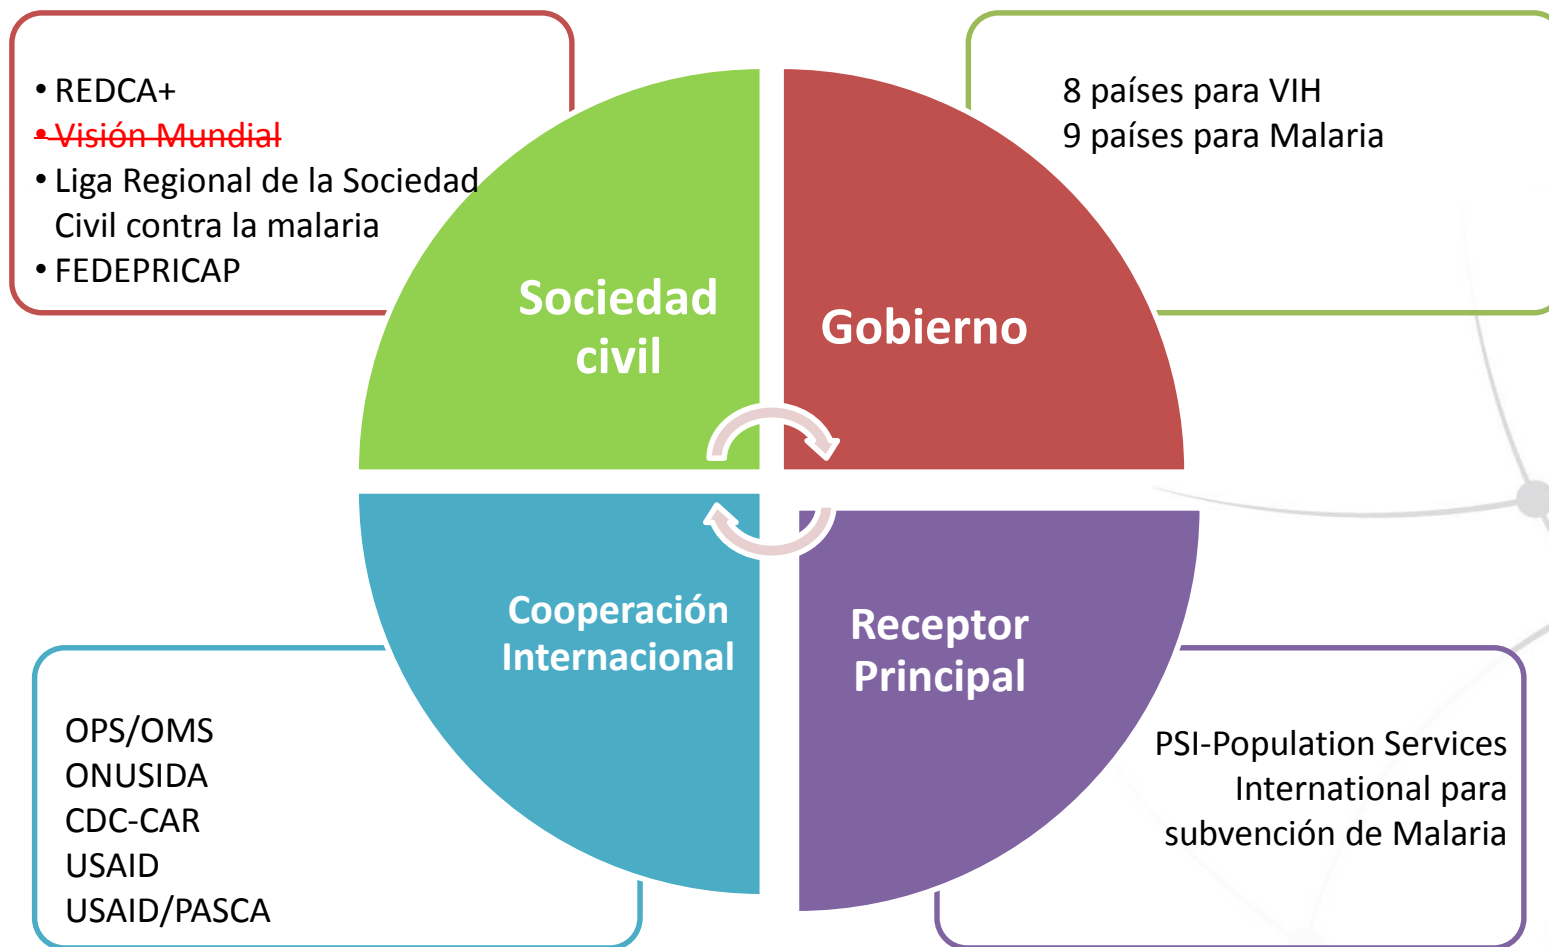 • REDCA+
• Visión Mundial
• Liga Regional de la Sociedad
Civil contra la malaria
• FEDEPRICAP
8 países para VIH
9 países para Malaria
Sociedad
civil
Gobierno
Cooperación
Internacional
Receptor
Principal
OPS/OMS
ONUSIDA
CDC-CAR
USAID
USAID/PASCA
PSI-Population Services
International para
subvención de Malaria